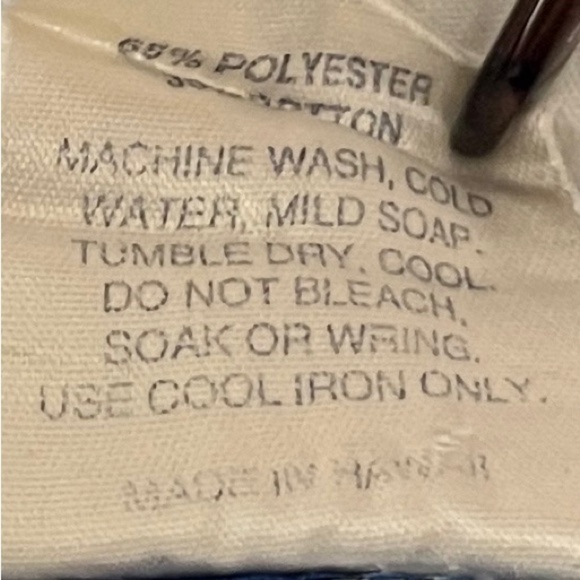 65% POLYESTER
COTTON
MACHINE WASH, COLD
WATER, MILD SOAP.
TUMBLE DRY, COOL.
DO NOT BLEACH,
SOAK OR WRING.
USE COOL IRON ONLY.
MADE IN HAWAII